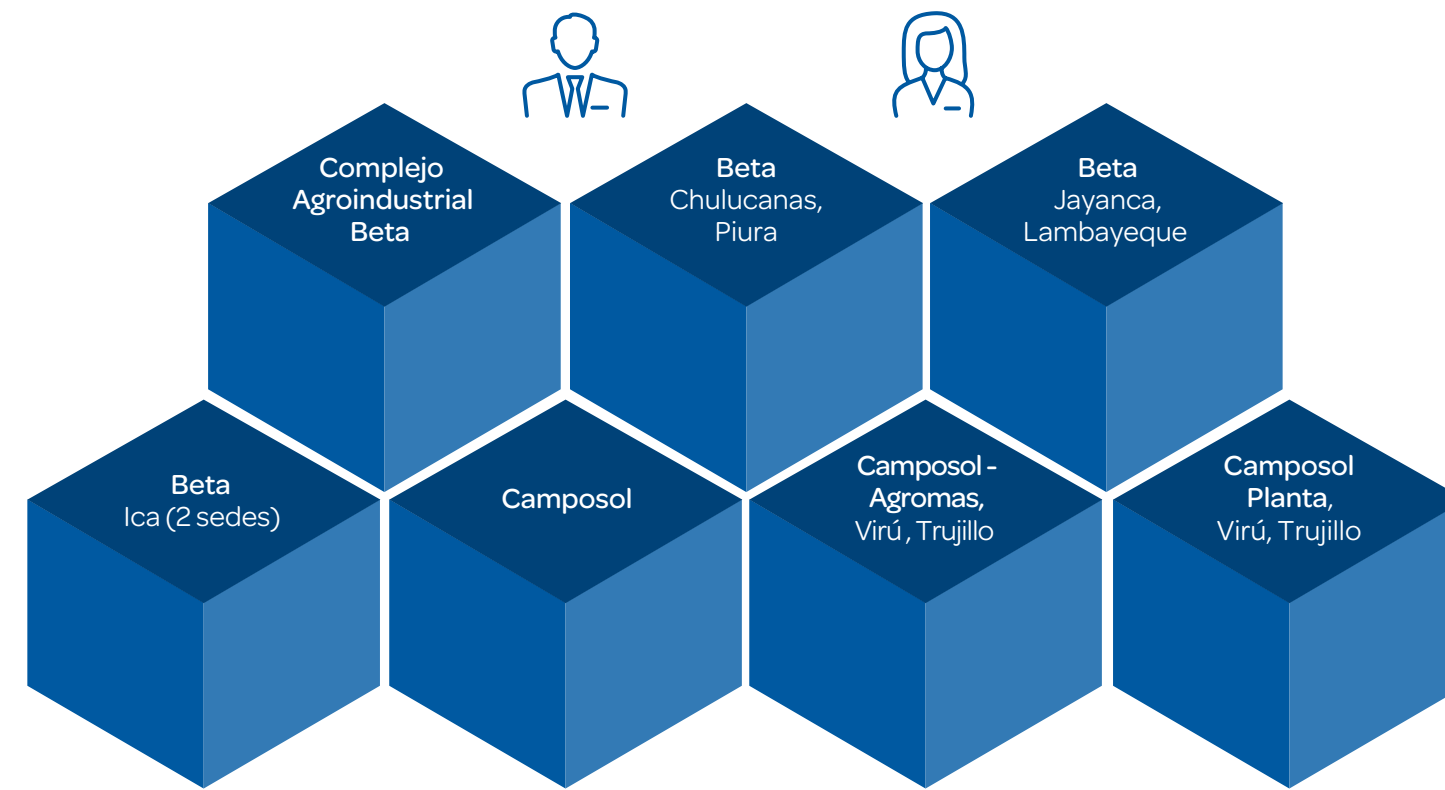 Complejo
Agroindustrial
Beta
Beta
Chulucanas,
Piura
Beta
Jayanca,
Lambayeque
Beta
Ica (2 sedes)
Camposol
Camposol -
Agromas,
Virú , Trujillo
Camposol
Planta,
Virú, Trujillo